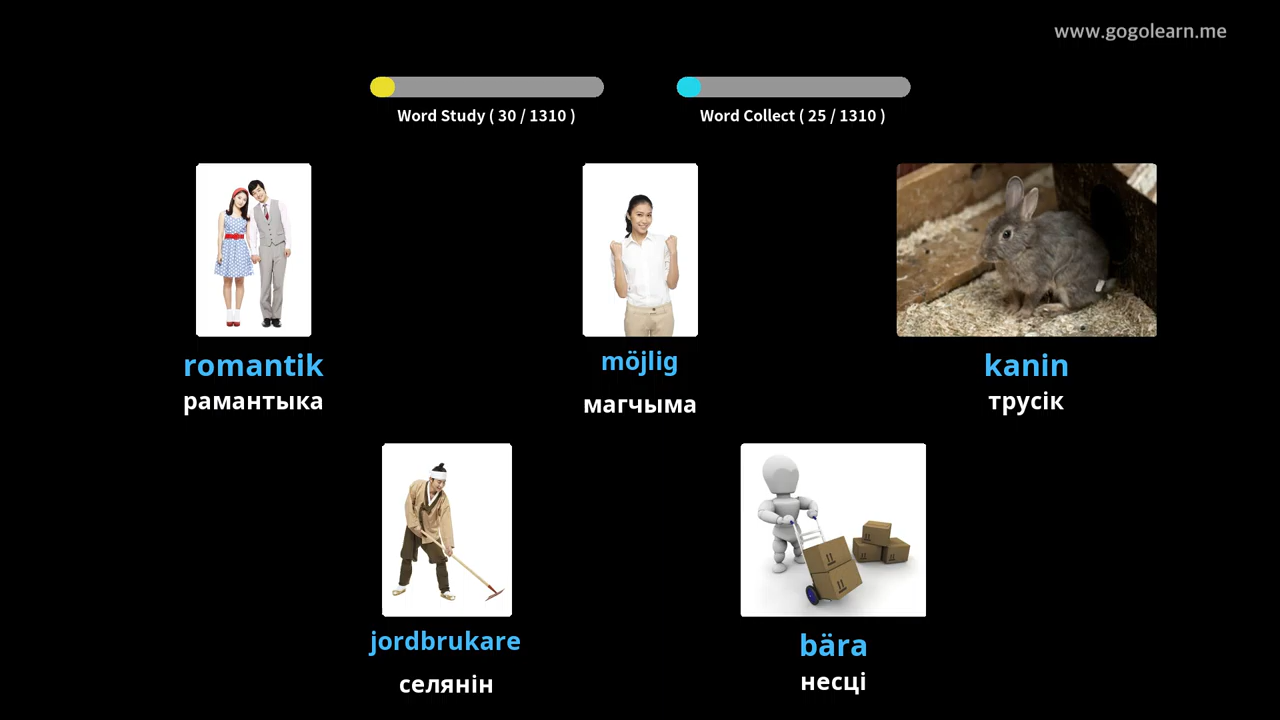 www.gogolearn.me
Word Study ( 30 / 1310 )
Word Collect ( 25 / 1310 )
romantik
рамантыка
möjlig
магчыма
kanin
трусік
jordbrukare
селянін
bära
несці